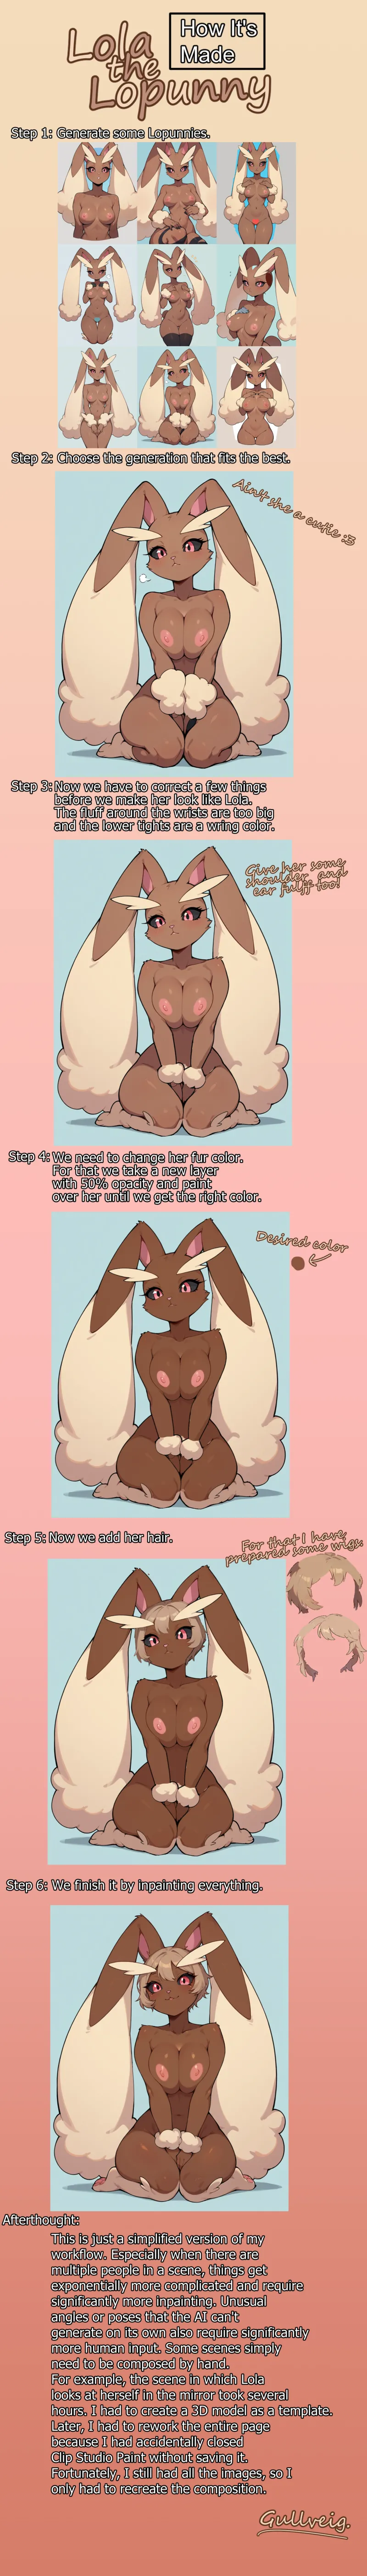 Lola
the
Lopunny
How It's
Made
Step 1: Generate some Lopunnies.
Step 2: Choose the generation that fits the best.
Ain't she a cutie :3
Step 3: Now we have to correct a few things
before we make her look like Lola.
The fluff around the wrists are too big
and the lower tights are a wring color.
Give her some
shoulder and
ear fulff too!
Step 4: We need to change her fur color.
For that we take a new layer
with 50% opacity and paint
over her until we get the right color.
Desired color
Step 5: Now we add her hair.
For that I have
prepared some wigs.
Step 6: We finish it by inpainting everything.
Afterthought:
This is just a simplified version of my
workflow. Especially when there are
multiple people in a scene, things get
exponentially more complicated and require
significantly more inpainting. Unusual
angles or poses that the AI can't
generate on its own also require significantly
more human input. Some scenes simply
need to be composed by hand.
For example, the scene in which Lola
looks at herself in the mirror took several
hours. I had to create a 3D model as a template.
Later, I had to rework the entire page
because I had accidentally closed
Clip Studio Paint without saving it.
Fortunately, I still had all the images, so I
only had to recreate the composition.
Gullveig.